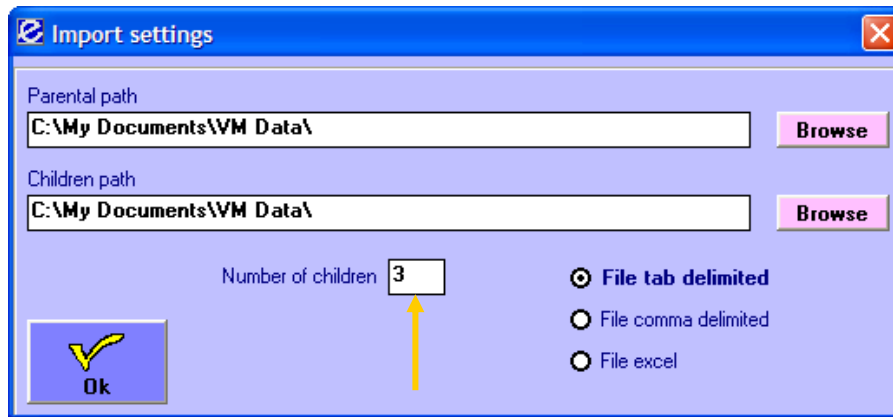 Import settings
Parental path
C:\My Documents\VM Data\
Browse
Children path
C:\My Documents\VM Data\
Browse
Number of children 3
File tab delimited
File comma delimited
File excel
Ok